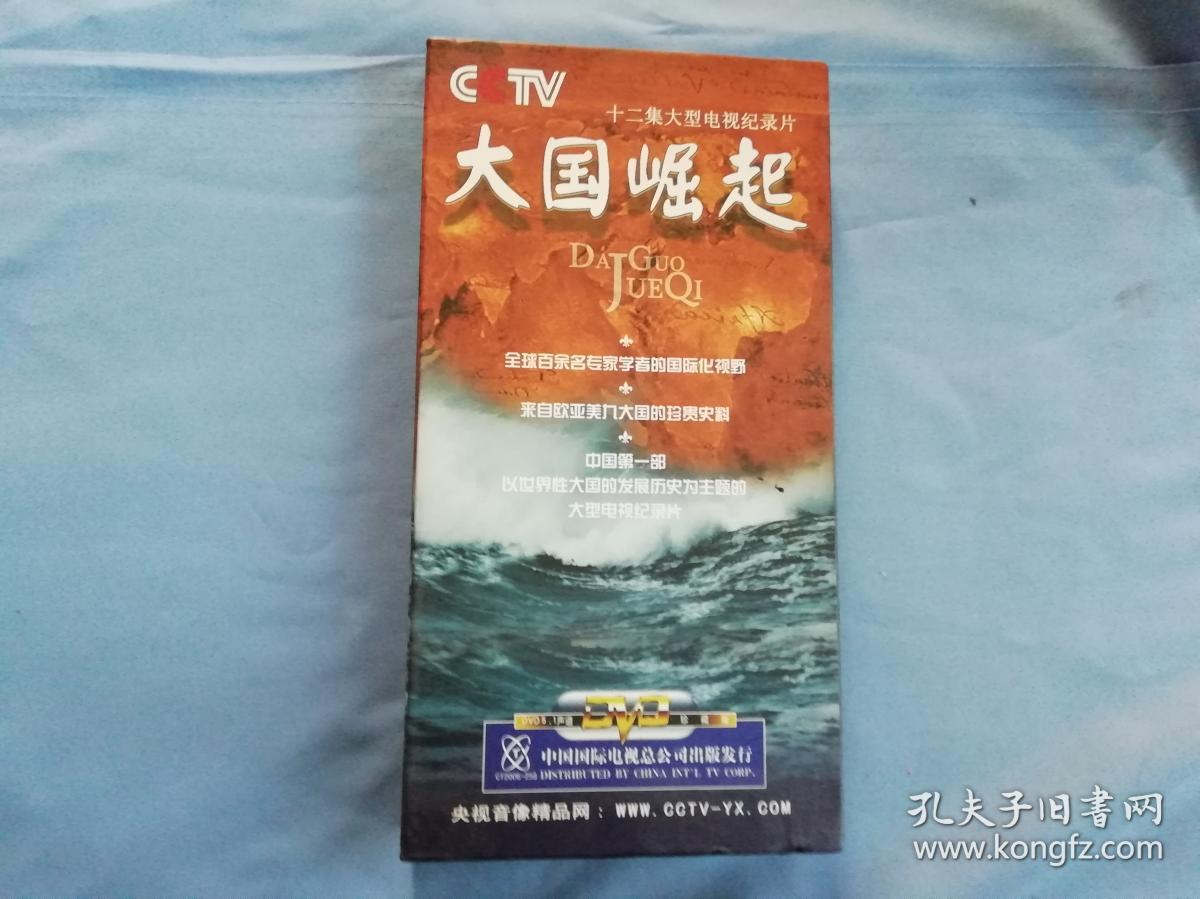 CCTV
十二集大型电视纪录片
大国崛起
DA GUO
JUE QI
全球百余名专家学者的国际化视野
来自欧亚美九大国的珍贵史料
中国第一部
以世界性大国的发展历史为主题的
大型电视纪录片
DVD
DVD5.1声道
中国国际电视总公司出版发行
DISTRIBUTED BY CHINA INT'L TV CORP.
央视音像精品网：WWW.CCTV-YX.COM
孔夫子旧书网
www.kongfz.com